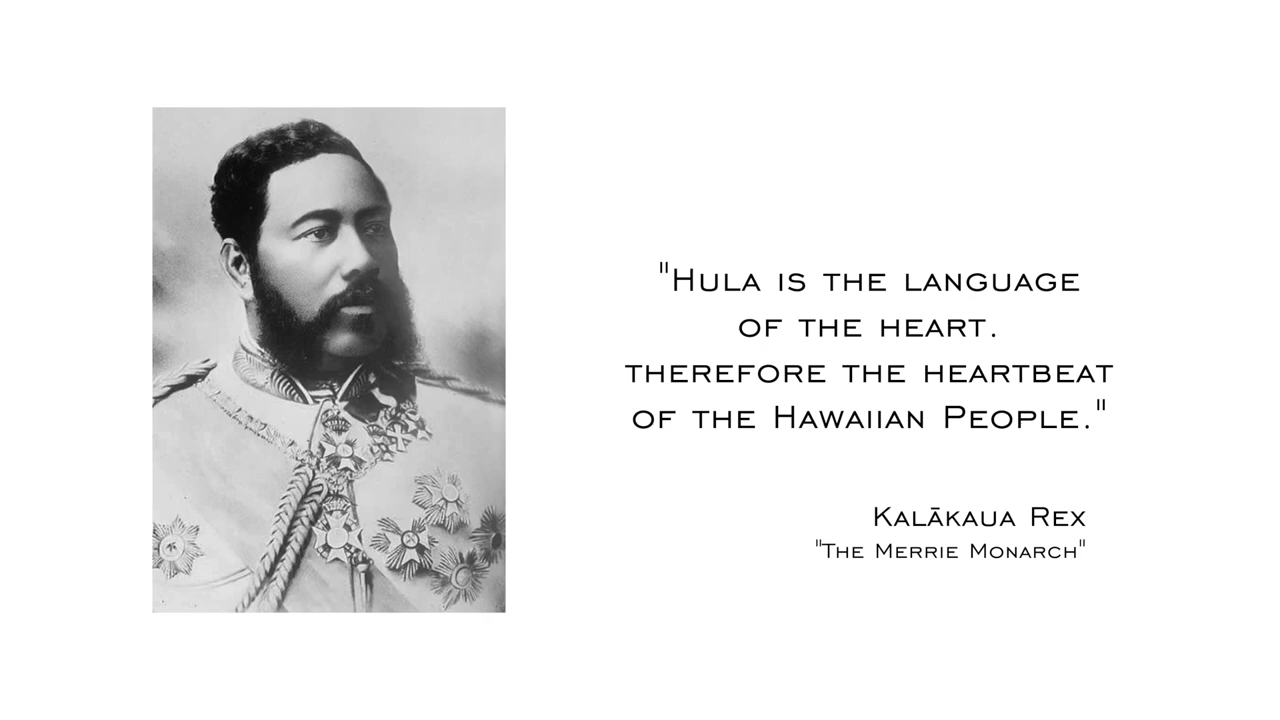 "Hula is the language
of the heart.
therefore the heartbeat
of the Hawaiian People."
Kalākaua Rex
"The Merrie Monarch"